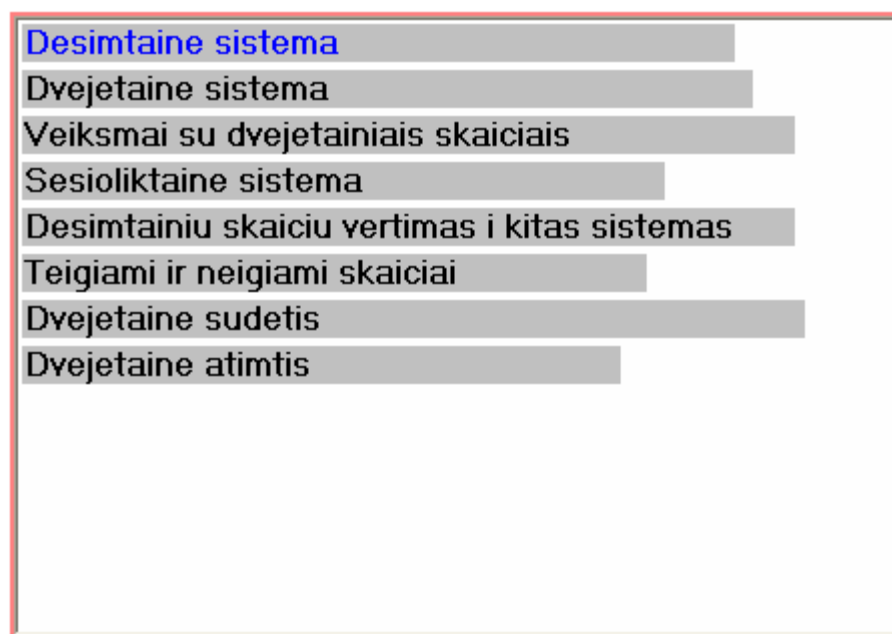 Desimtaine sistema
Dvejetaine sistema
Veiksmai su dvejetainiais skaiciais
Sesioliktaine sistema
Desimtainiu skaiciu vertimas i kitas sistemas
Teigiami ir neigiami skaiciai
Dvejetaine sudetis
Dvejetaine atimtis